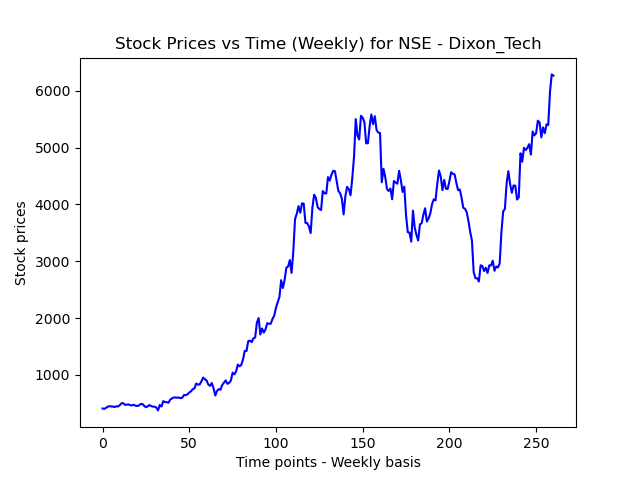 Stock Prices vs Time (Weekly) for NSE - Dixon_Tech
Stock prices
6000
5000
4000
3000
2000
1000
0 50 100 150 200 250
Time points - Weekly basis